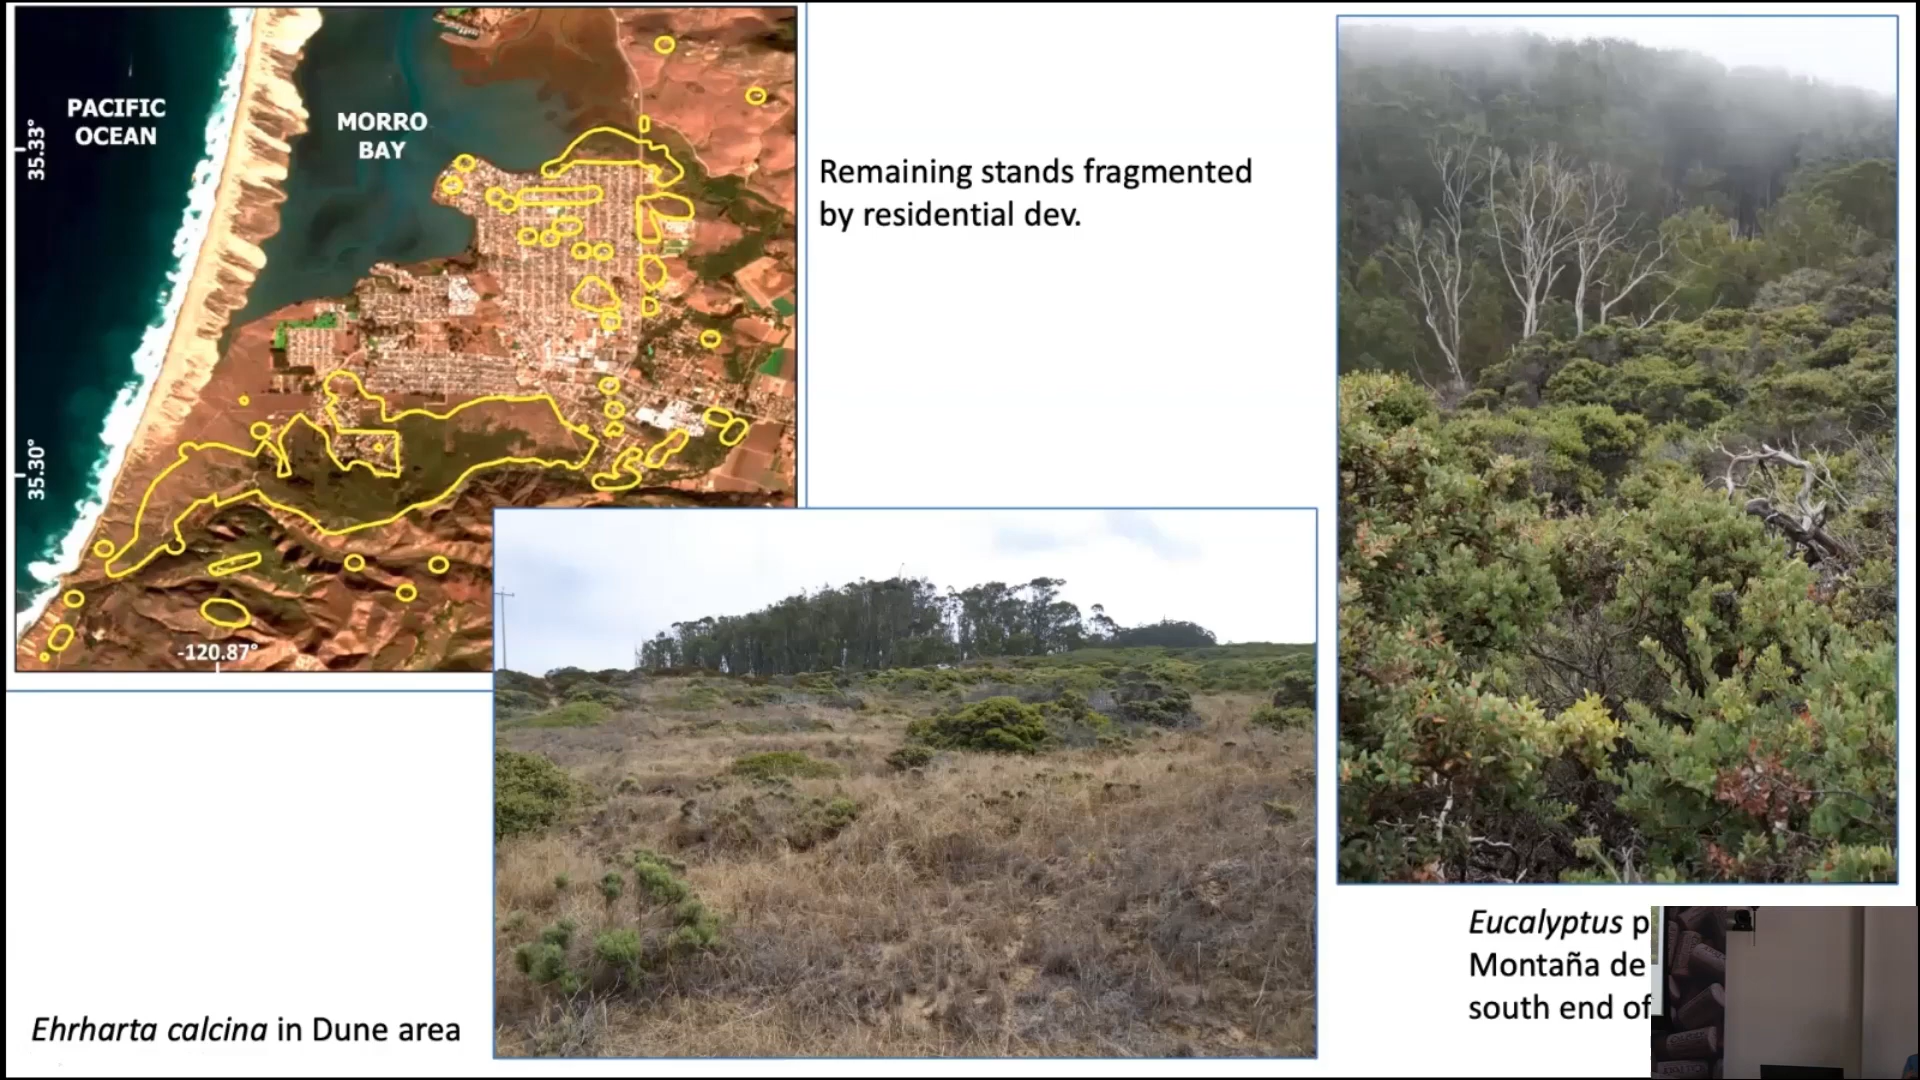 PACIFIC
OCEAN
MORRO
BAY
35.33°
35.30°
-120.87°
Remaining stands fragmented
by residential dev.
Ehrharta calcina in Dune area
Eucalyptus p
Montaña de
south end of